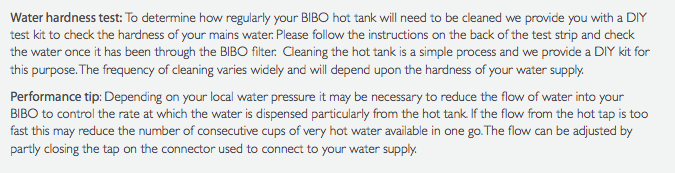 Water hardness test: To determine how regularly your BIBO hot tank will need to be cleaned we provide you with a DIY
test kit to check the hardness of your mains water. Please follow the instructions on the back of the test strip and check
the water once it has been through the BIBO filter. Cleaning the hot tank is a simple process and we provide a DIY kit for
this purpose. The frequency of cleaning varies widely and will depend upon the hardness of your water supply.
Performance tip: Depending on your local water pressure it may be necessary to reduce the flow of water into your
BIBO to control the rate at which the water is dispensed particularly from the hot tank. If the flow from the hot tap is too
fast this may reduce the number of consecutive cups of very hot water available in one go. The flow can be adjusted by
partly closing the tap on the connector used to connect to your water supply.